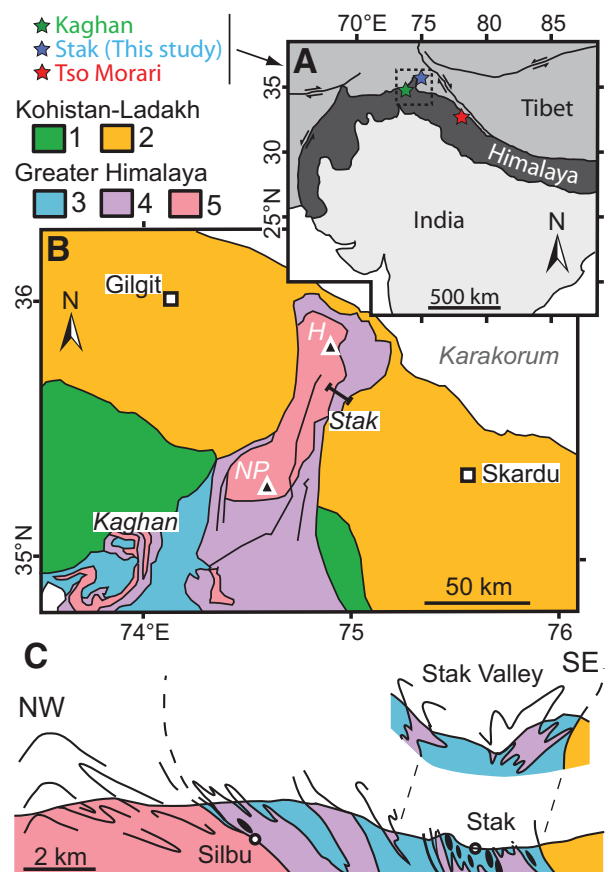 Kaghan
Stak (This study)
Tso Morari
Kohistan-Ladakh
1 2
Greater Himalaya
3 4 5
70°E 75 80 85
A
35
30
25°N
Tibet
Himalaya
India
N
500 km
B
36
35°N
Gilgit
N
H
Karakorum
Stak
NP
Skardu
Kaghan
50 km
74°E 75 76
C
NW
Stak Valley
SE
Silbu
Stak
2 km